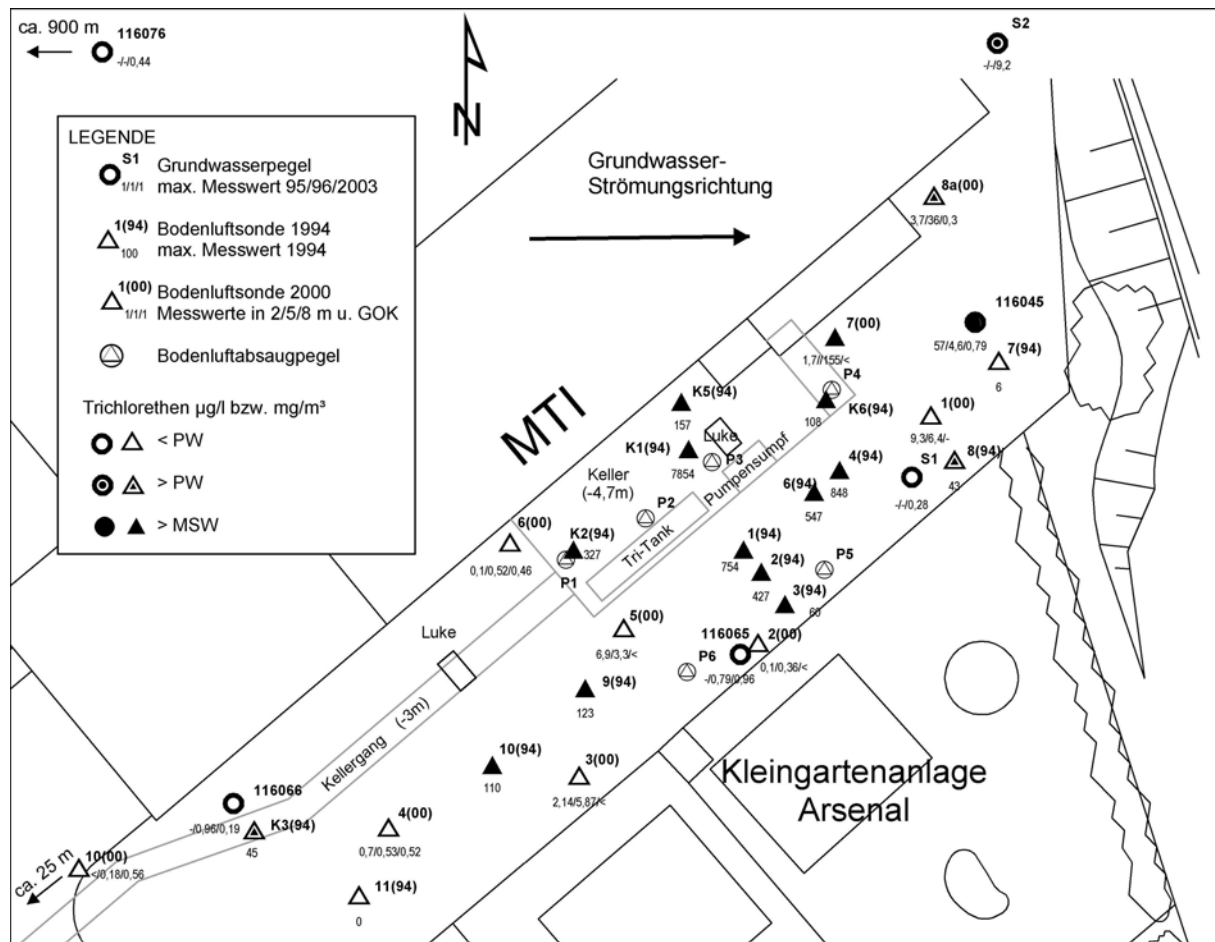 ca. 900 m
116076
-/-/0,44
N
S2
-/-/9,2
LEGENDE
S1
Grundwasserpegel
1/1/1
max. Messwert 95/96/2003
1(94)
Bodenluftsonde 1994
100
max. Messwert 1994
1(00)
Bodenluftsonde 2000
1/1/1
Messwerte in 2/5/8 m u. GOK
Bodenluftabsaugpegel
Trichlorethen µg/l bzw. mg/m³
< PW
> PW
> MSW
Grundwasser-
Strömungsrichtung
8a(00)
3,7/36/0,3
116045
57/4,6/0,79
7(00)
1,7//155/<
7(94)
6
P4
K5(94)
157
K6(94)
108
1(00)
9,3/6,4/-
MTI
Luke
K1(94)
7854
P3
Pumpensumpf
4(94)
848
8(94)
43
S1
-/-/0,28
Keller
(-4,7m)
6(94)
547
P2
Tri-Tank
6(00)
0,1/0,52/0,46
K2(94)
327
P1
1(94)
754
2(94)
427
P5
3(94)
60
5(00)
6,9/3,3/<
116065
-/0,79/0,96
2(00)
0,1/0,36/<
P6
Luke
9(94)
123
Kellergang (-3m)
10(94)
110
3(00)
2,14/5,87/<
Kleingartenanlage
Arsenal
116066
-/0,96/0,19
K3(94)
45
4(00)
0,7/0,53/0,52
10(00)
</0,18/0,56
ca. 25 m
11(94)
0